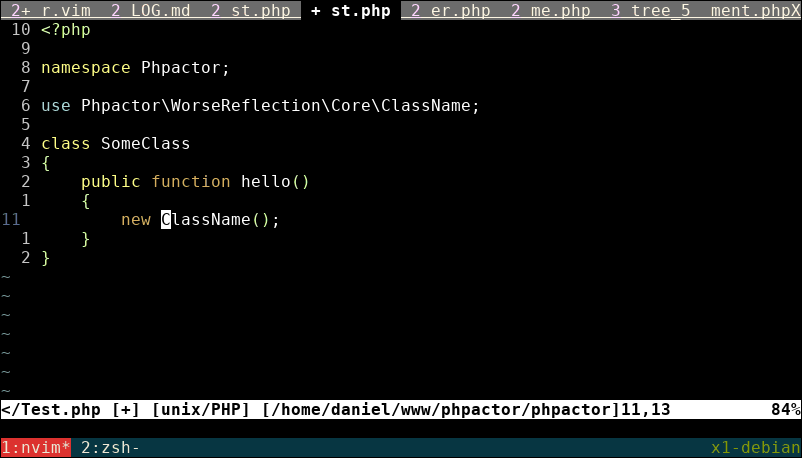 2+ r.vim  2 LOG.md  2 st.php  + st.php  2 er.php  2 me.php  3 tree_5  ment.phpX
10 <?php
9
8 namespace Phpactor;
7
6 use Phpactor\WorseReflection\Core\ClassName;
5
4 class SomeClass
3 {
2     public function hello()
1     {
11         new ClassName();
1     }
2 }
~
~
~
~
~
~
~
</Test.php [+] [unix/PHP] [/home/daniel/www/phpactor/phpactor]11,13          84%
1:nvim* 2:zsh-                                                         x1-debian